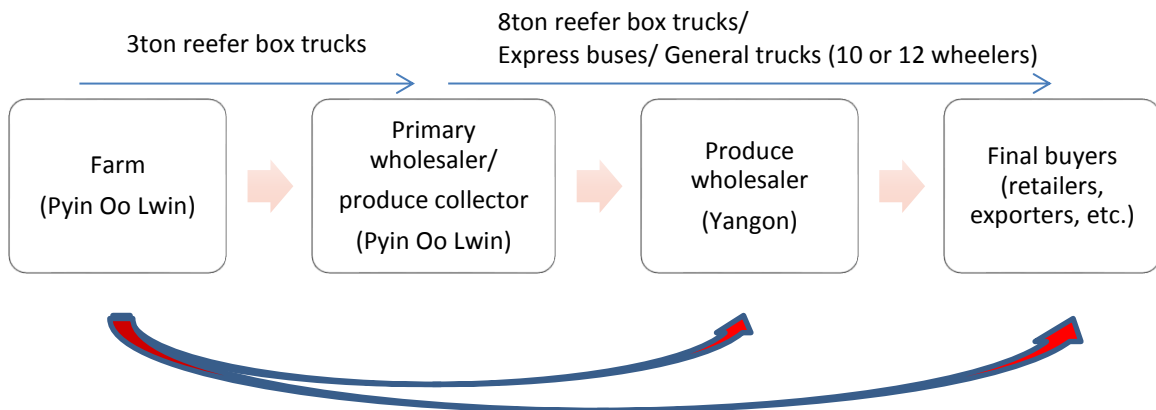 3ton reefer box trucks
8ton reefer box trucks/
Express buses/ General trucks (10 or 12 wheelers)
Farm
(Pyin Oo Lwin)
Primary
wholesaler/
produce collector
(Pyin Oo Lwin)
Produce
wholesaler
(Yangon)
Final buyers
(retailers,
exporters, etc.)